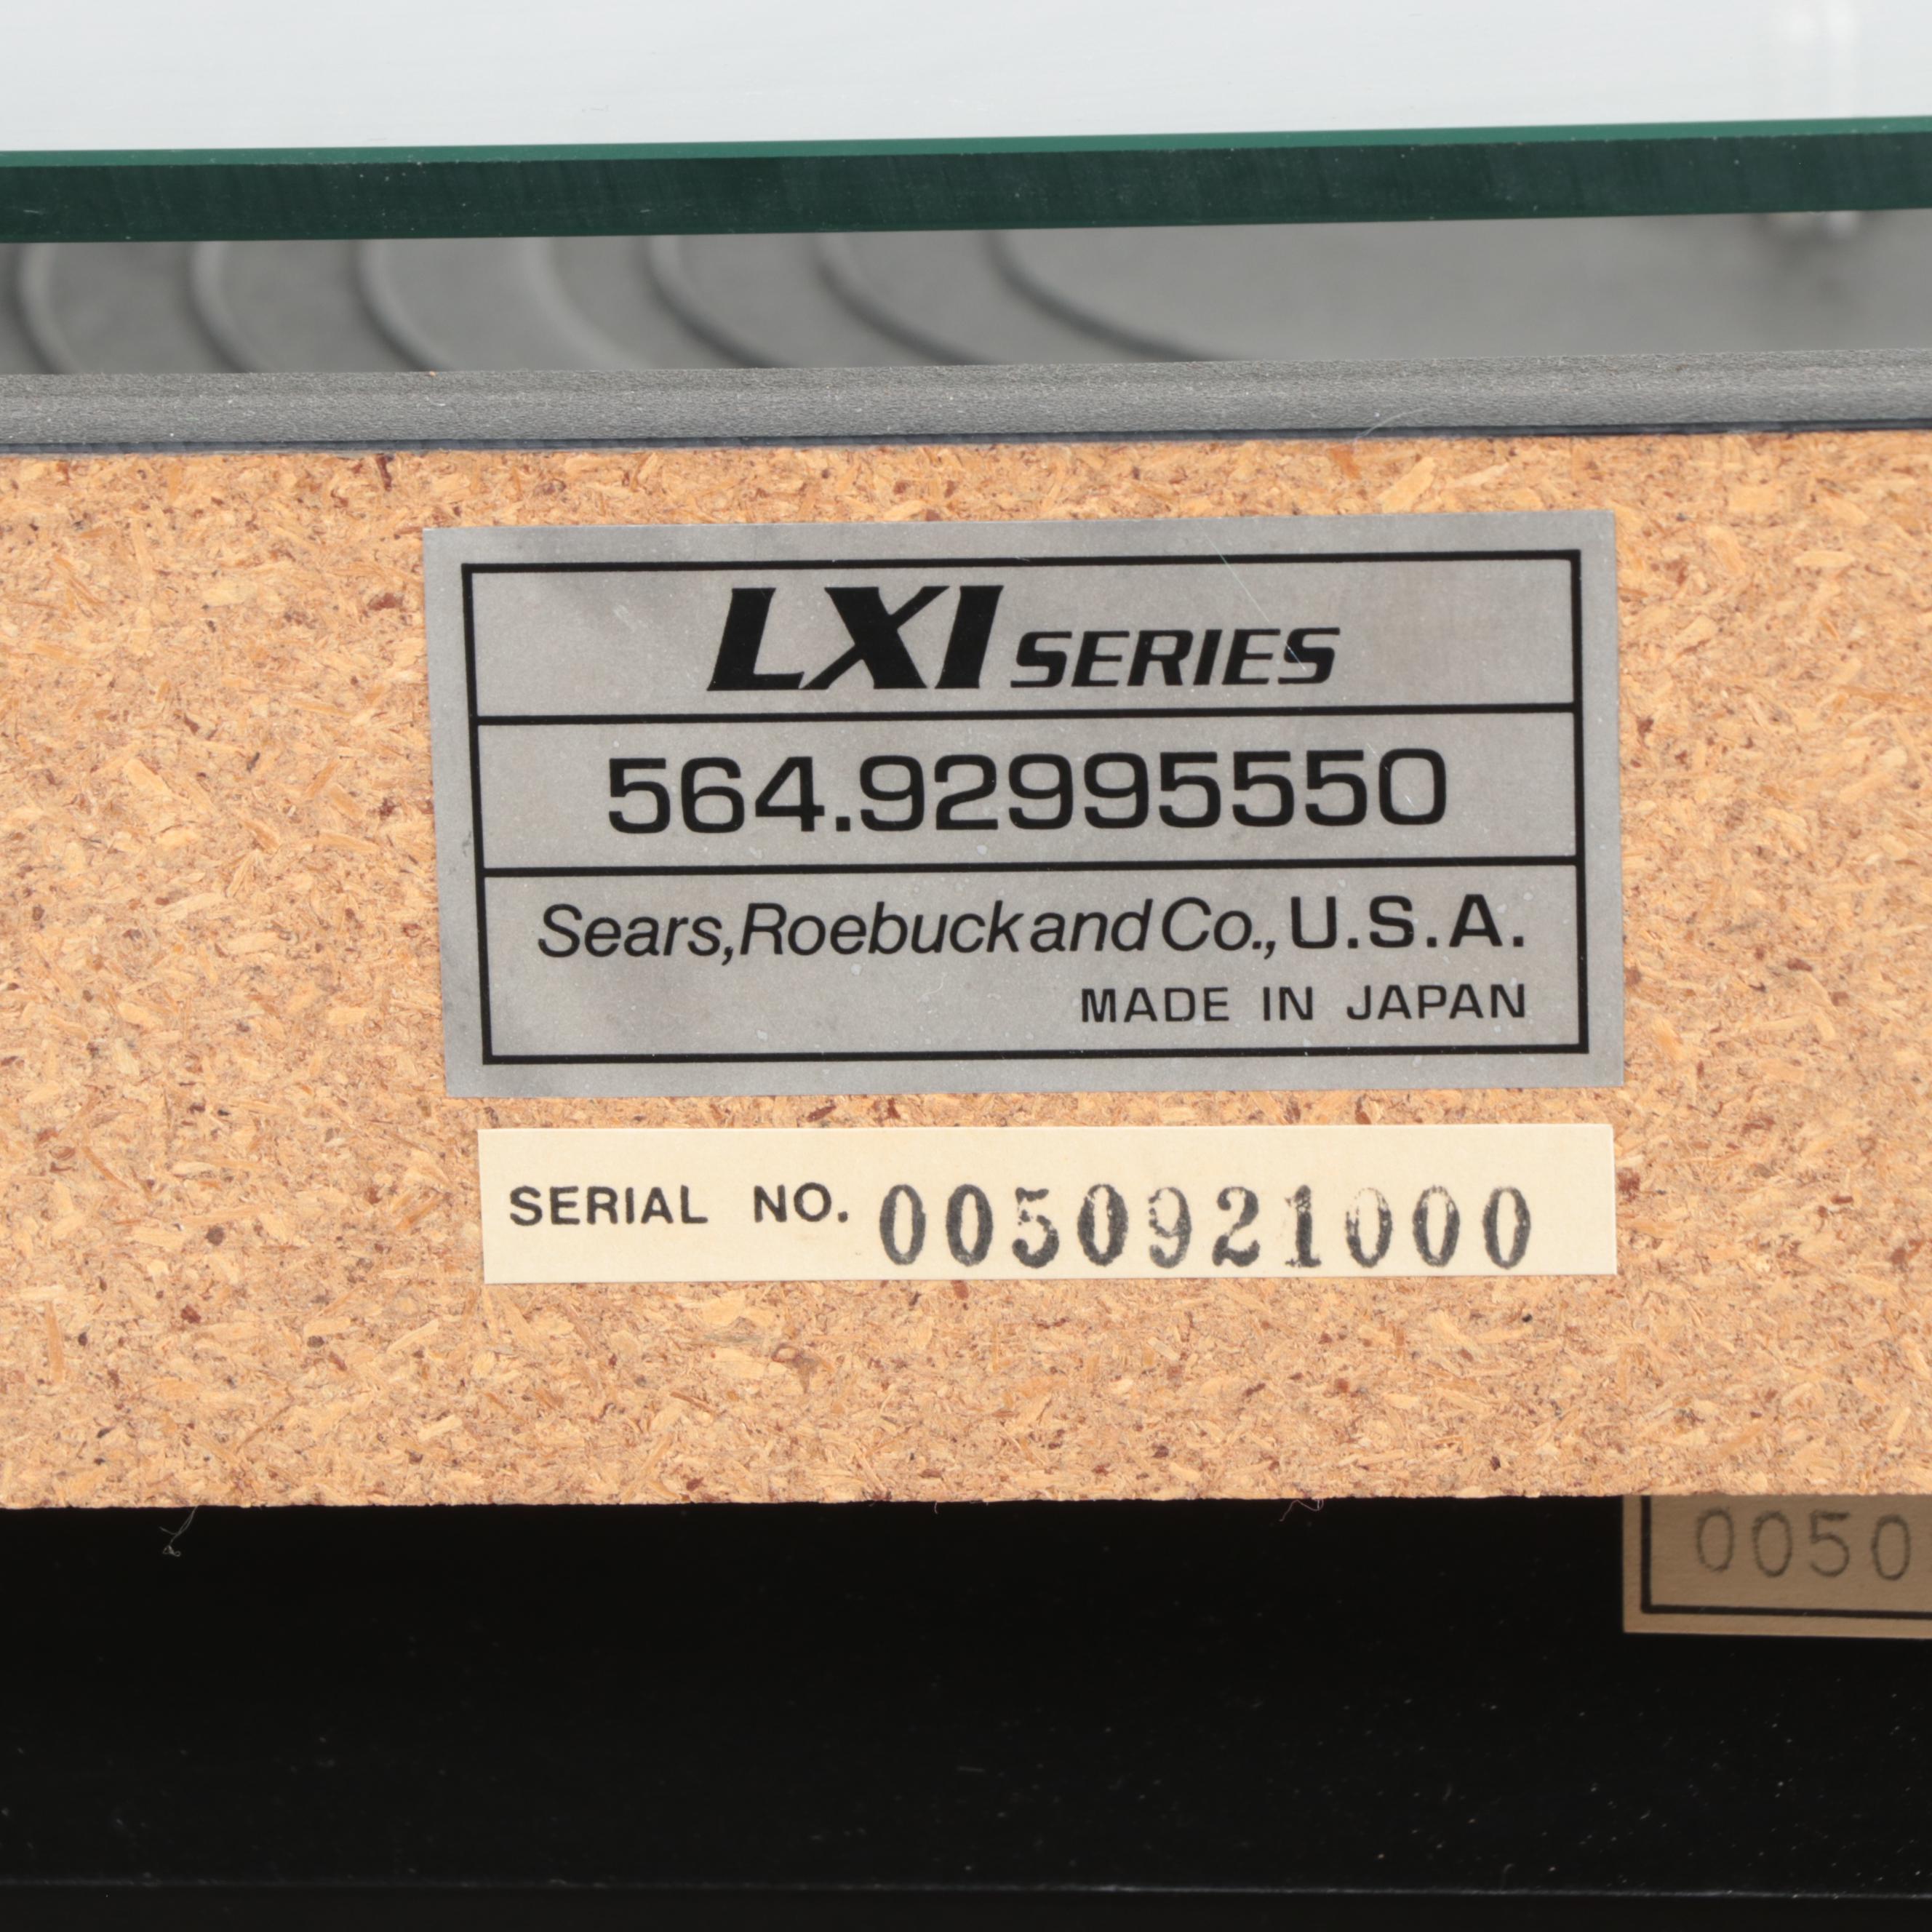 LXI SERIES
564.92995550
Sears, Roebuck and Co., U.S.A.
MADE IN JAPAN
SERIAL NO. 0050921000
0050